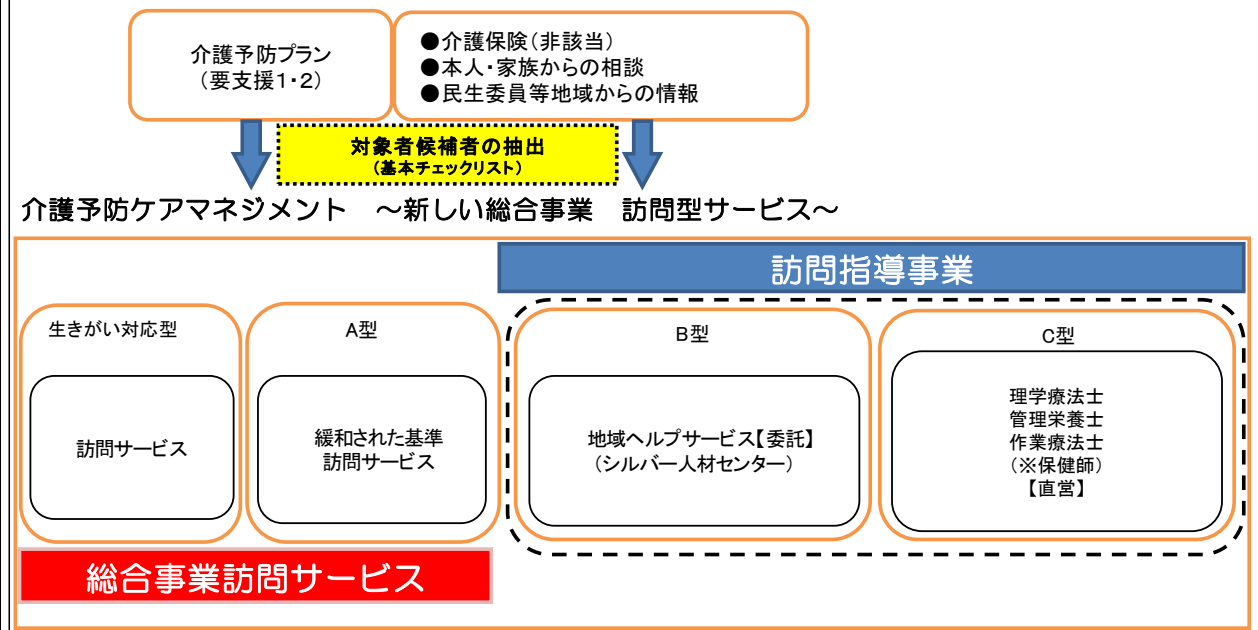 介護予防プラン
（要支援1・2）
●介護保険（非該当）
●本人・家族からの相談
●民生委員等地域からの情報
対象者候補者の抽出
（基本チェックリスト）
介護予防ケアマネジメント　～新しい総合事業　訪問型サービス～
訪問指導事業
生きがい対応型
訪問サービス
A型
緩和された基準
訪問サービス
B型
地域ヘルプサービス【委託】
（シルバー人材センター）
C型
理学療法士
管理栄養士
作業療法士
（※保健師）
【直営】
総合事業訪問サービス